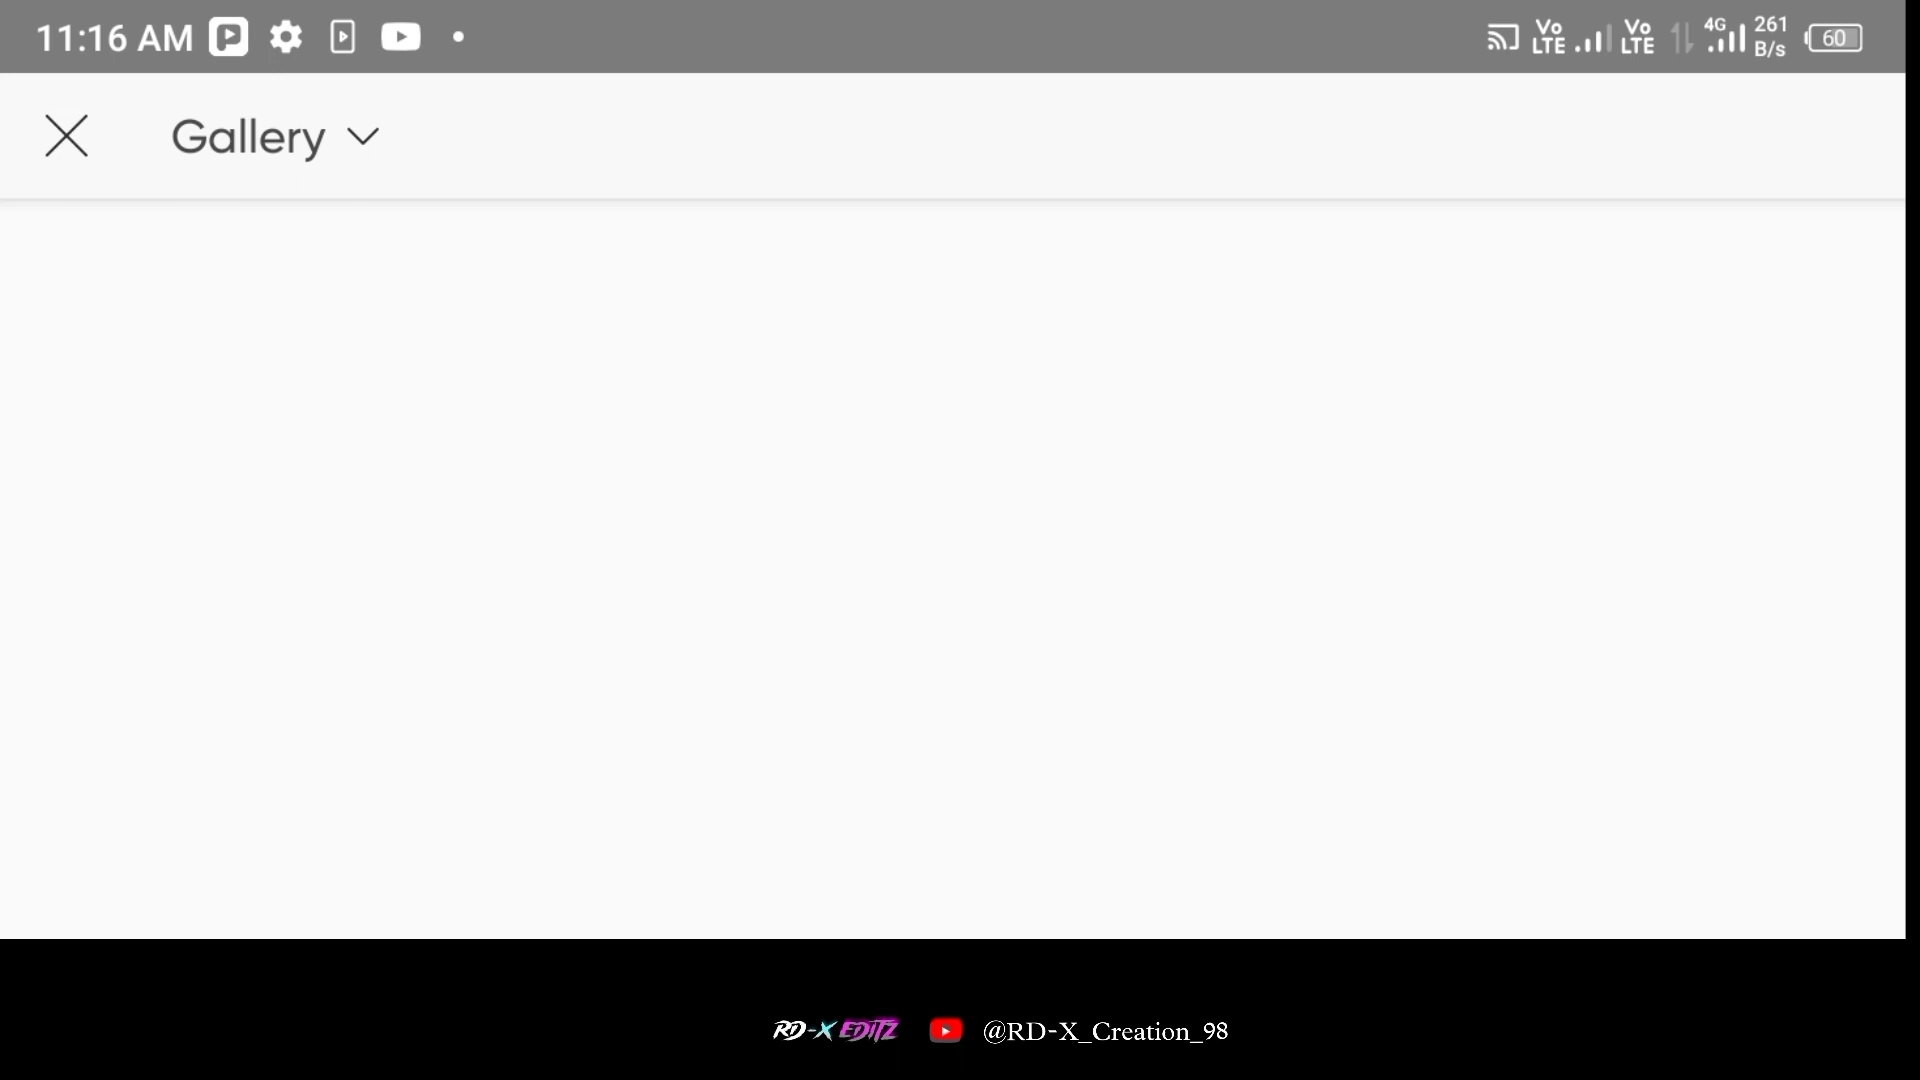 11:16 AM
Vo LTE Vo LTE 4G 261 B/s 60
Gallery
RD-X EDITZ @RD-X_Creation_98